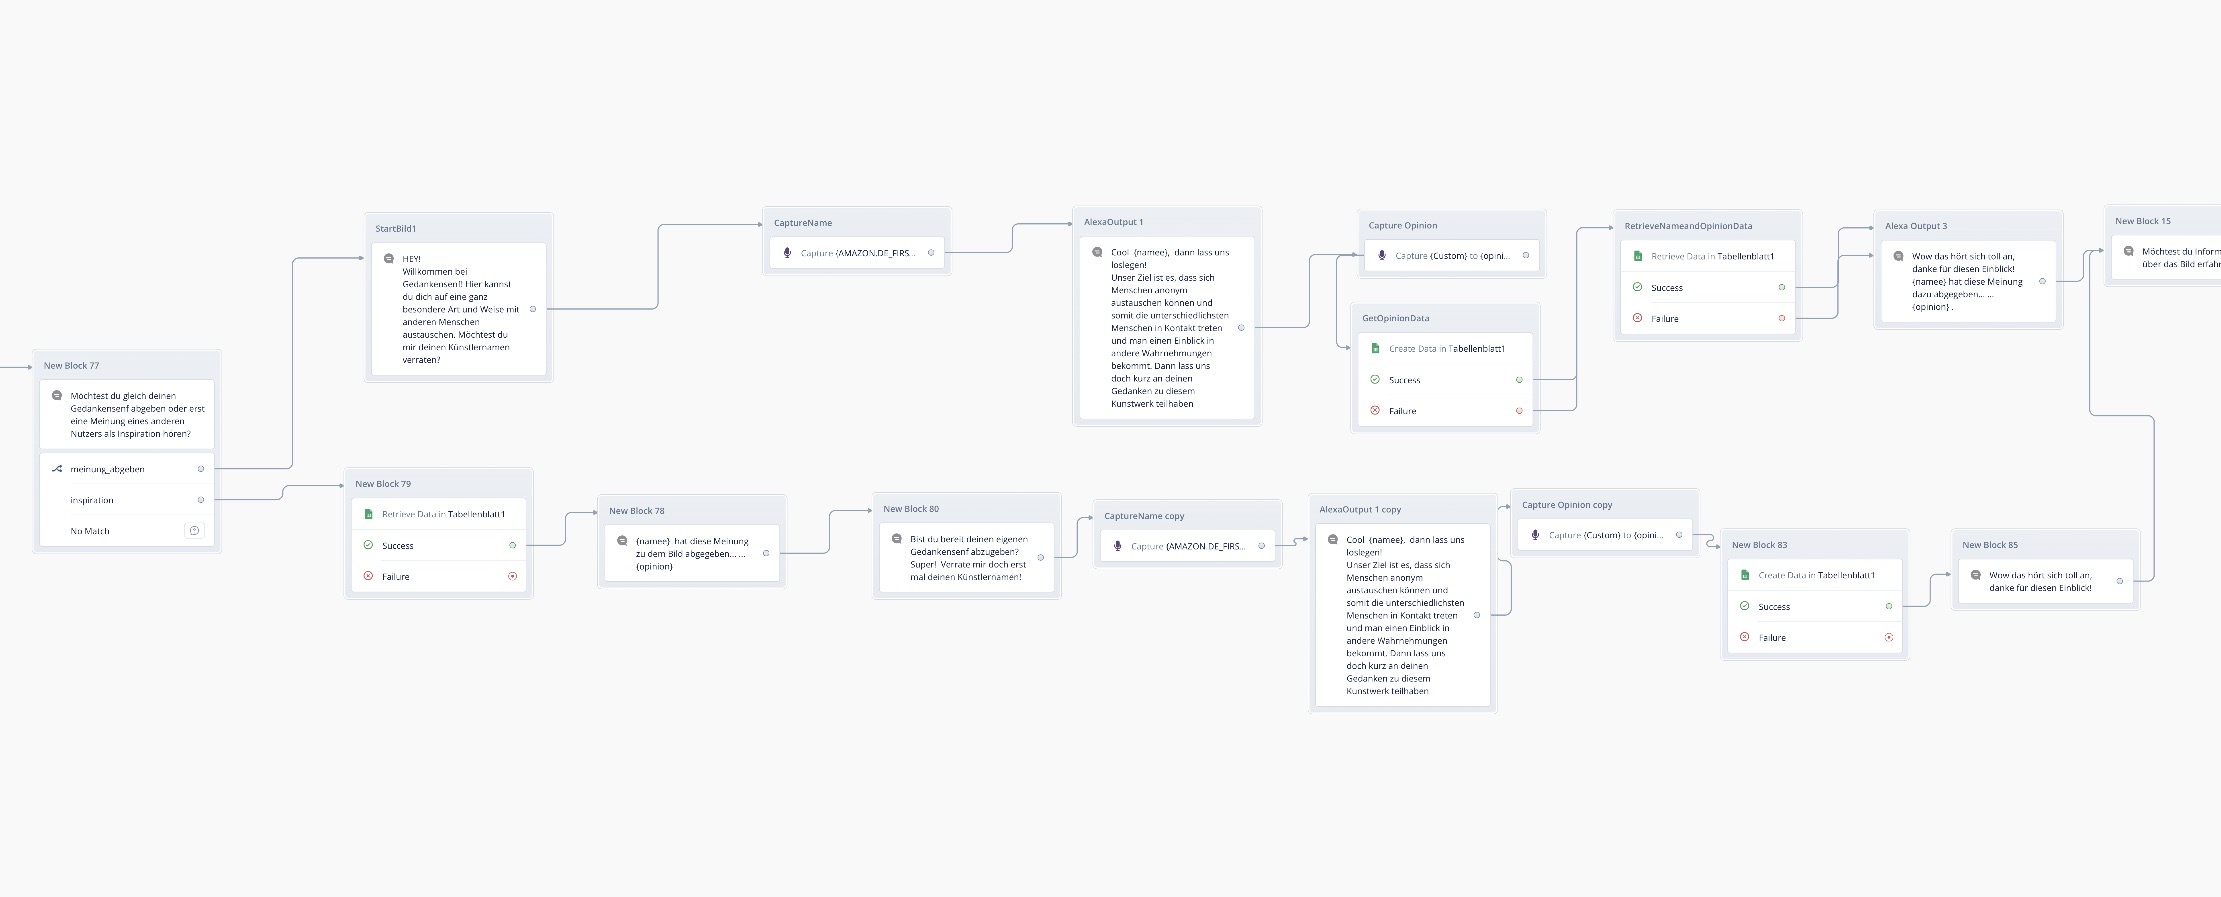 New Block 77
Möchtest du gleich deinen
Gedankensenf abgeben oder erst
eine Meinung eines anderen
Nutzers als Inspiration hören?
meinung_abgeben
inspiration
No Match
StartBild1
HEY!
Willkommen bei
Gedankensenf! Hier kannst
du dich auf eine ganz
besondere Art und Weise mit
anderen Menschen
austauschen. Möchtest du
mir deinen Künstlernamen
verraten?
CaptureName
Capture {AMAZON.DE_FIRS...
AlexaOutput 1
Cool {namee}, dann lass uns
loslegen!
Unser Ziel ist es, dass sich
Menschen anonym
austauschen können und
somit die unterschiedlichsten
Menschen in Kontakt treten
und man einen Einblick in
andere Wahrnehmungen
bekommt. Dann lass uns
doch kurz an deinen
Gedanken zu diesem
Kunstwerk teilhaben
Capture Opinion
Capture {Custom} to {opini...
GetOpinionData
Create Data in Tabellenblatt1
Success
Failure
RetrieveNameandOpinionData
Retrieve Data in Tabellenblatt1
Success
Failure
Alexa Output 3
Wow das hört sich toll an,
danke für diesen Einblick!
{namee} hat diese Meinung
dazu abgegeben... ...
{opinion} .
New Block 15
Möchtest du Inform
über das Bild erfahr
New Block 79
Retrieve Data in Tabellenblatt1
Success
Failure
New Block 78
{namee} hat diese Meinung
zu dem Bild abgegeben... ...
{opinion}
New Block 80
Bist du bereit deinen eigenen
Gedankensenf abzugeben?
Super! Verrate mir doch erst
mal deinen Künstlernamen!
CaptureName copy
Capture {AMAZON.DE_FIRS...
AlexaOutput 1 copy
Cool {namee}, dann lass uns
loslegen!
Unser Ziel ist es, dass sich
Menschen anonym
austauschen können und
somit die unterschiedlichsten
Menschen in Kontakt treten
und man einen Einblick in
andere Wahrnehmungen
bekommt. Dann lass uns
doch kurz an deinen
Gedanken zu diesem
Kunstwerk teilhaben
Capture Opinion copy
Capture {Custom} to {opini...
New Block 83
Create Data in Tabellenblatt1
Success
Failure
New Block 85
Wow das hört sich toll an,
danke für diesen Einblick!